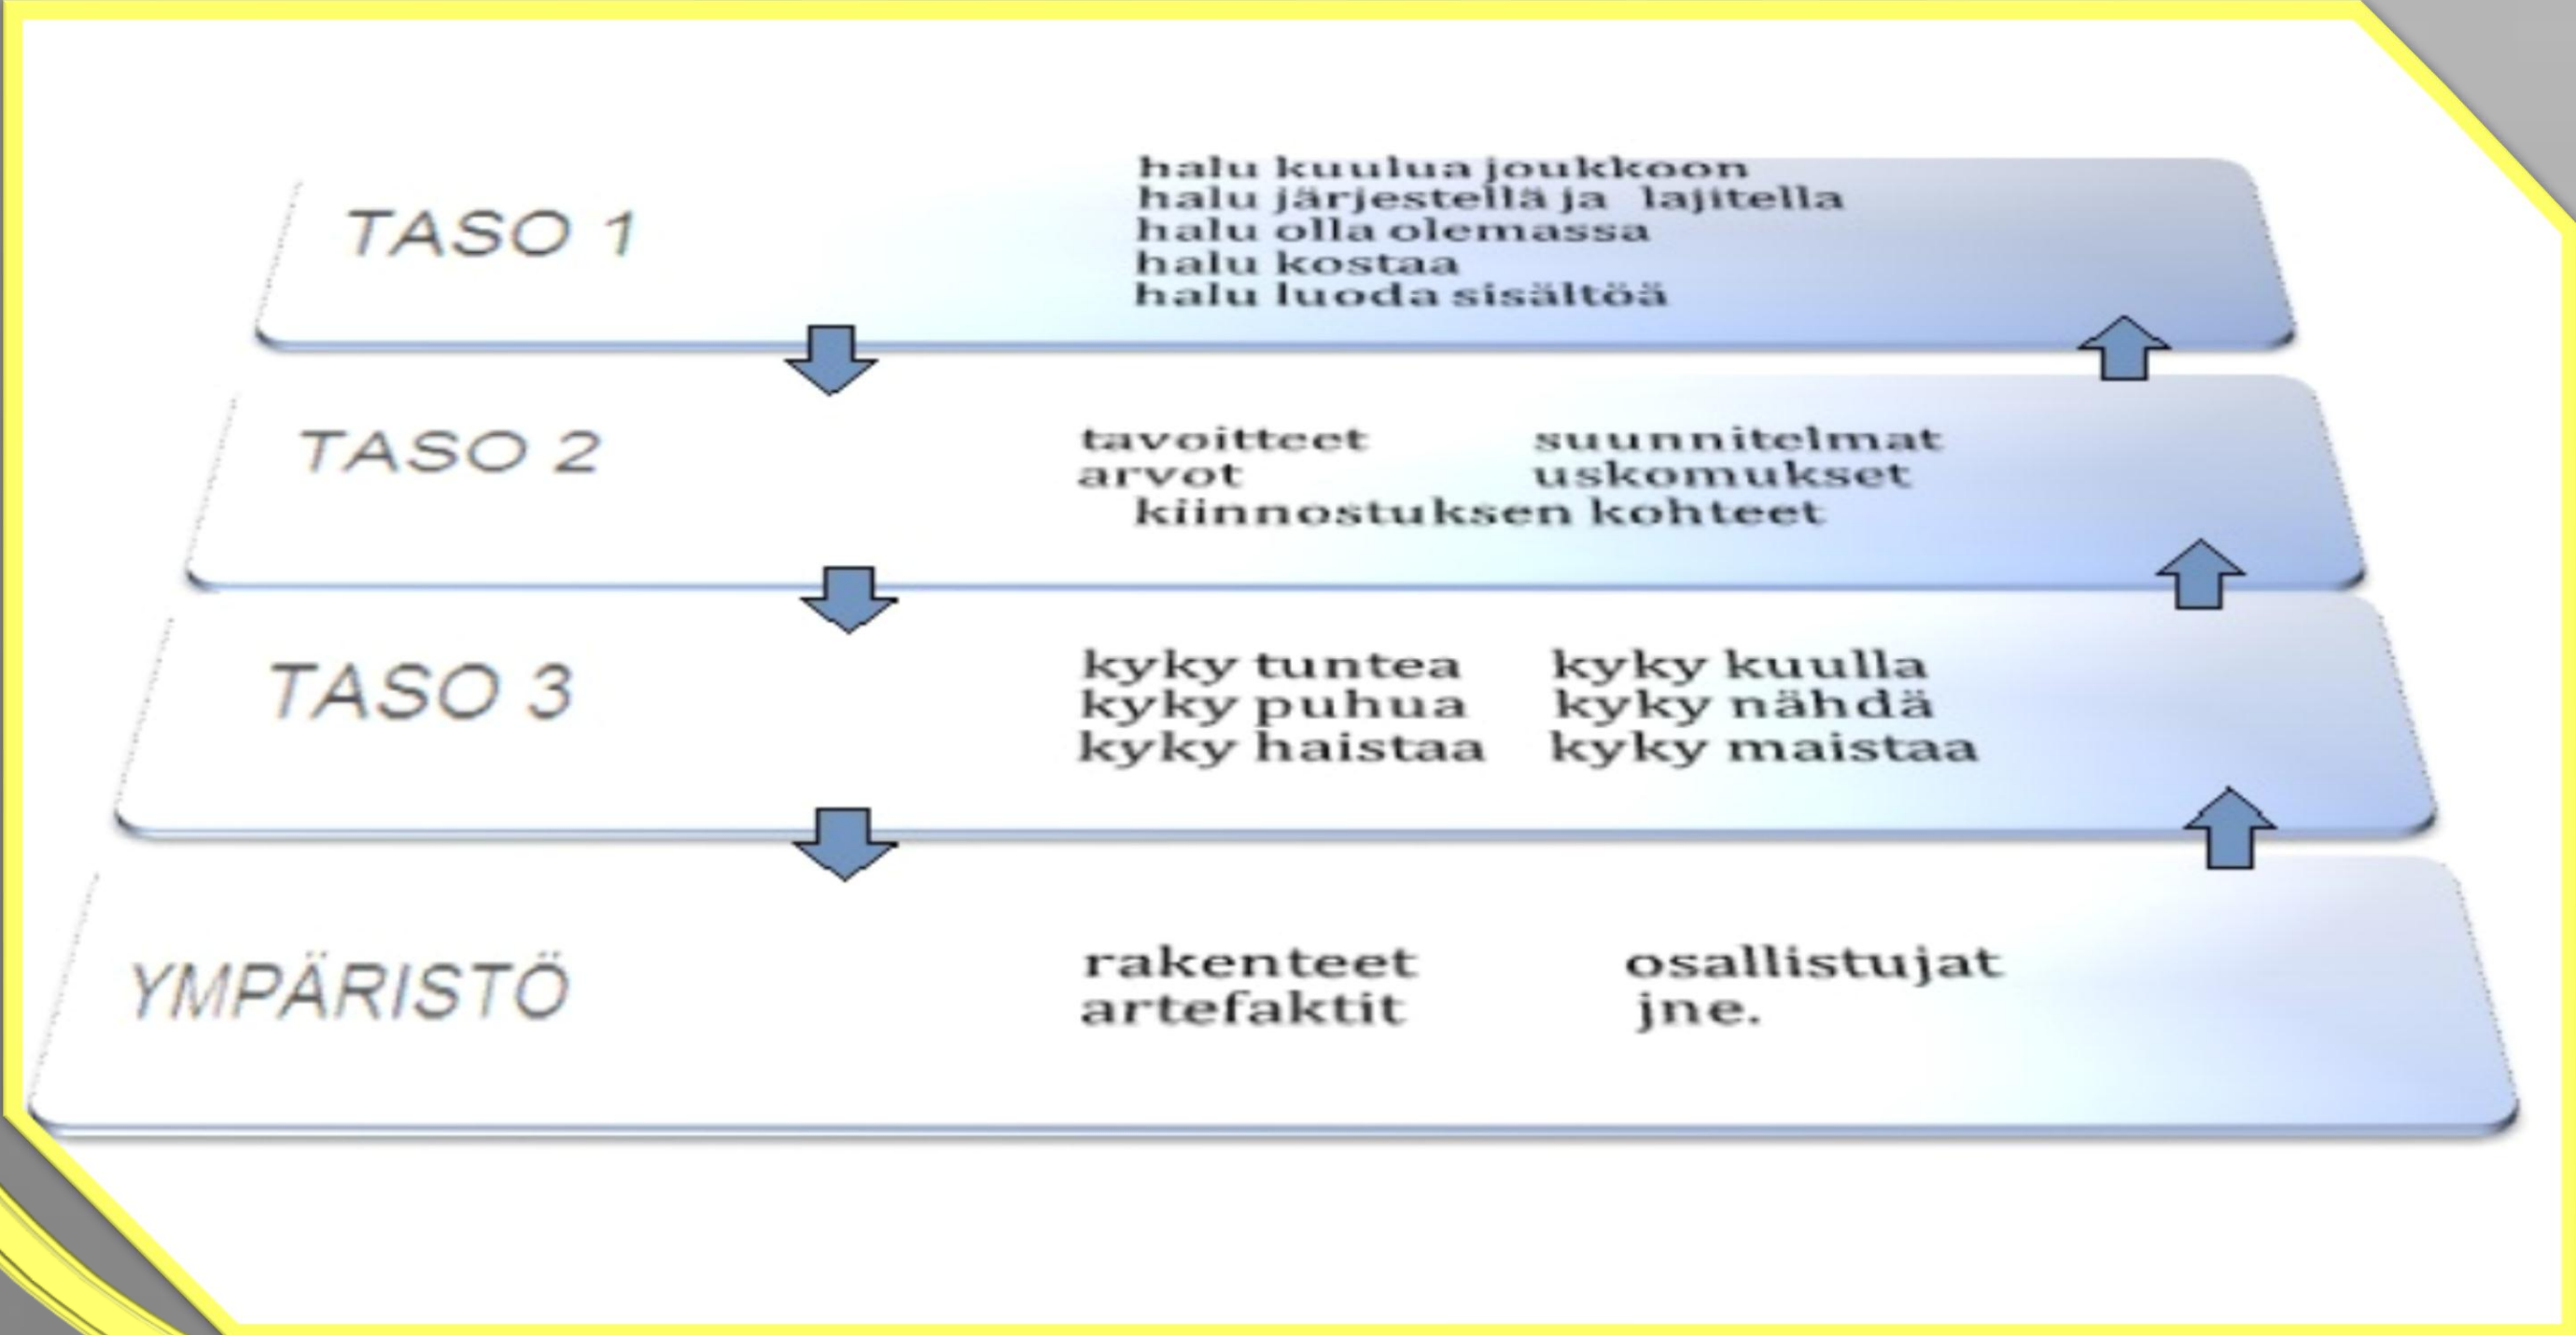 halu kuulua joukkoon
halu järjestellä ja lajitella
TASO 1
halu olla olemassa
halu kostaa
halu luoda sisältöä
TASO 2
tavoitteet suunnitelmat
arvot uskomukset
kiinnostuksen kohteet
TASO 3
kyky tuntea kyky kuulla
kyky puhua kyky nähdä
kyky haistaa kyky maistaa
YMPÄRISTÖ
rakenteet osallistujat
artefaktit jne.